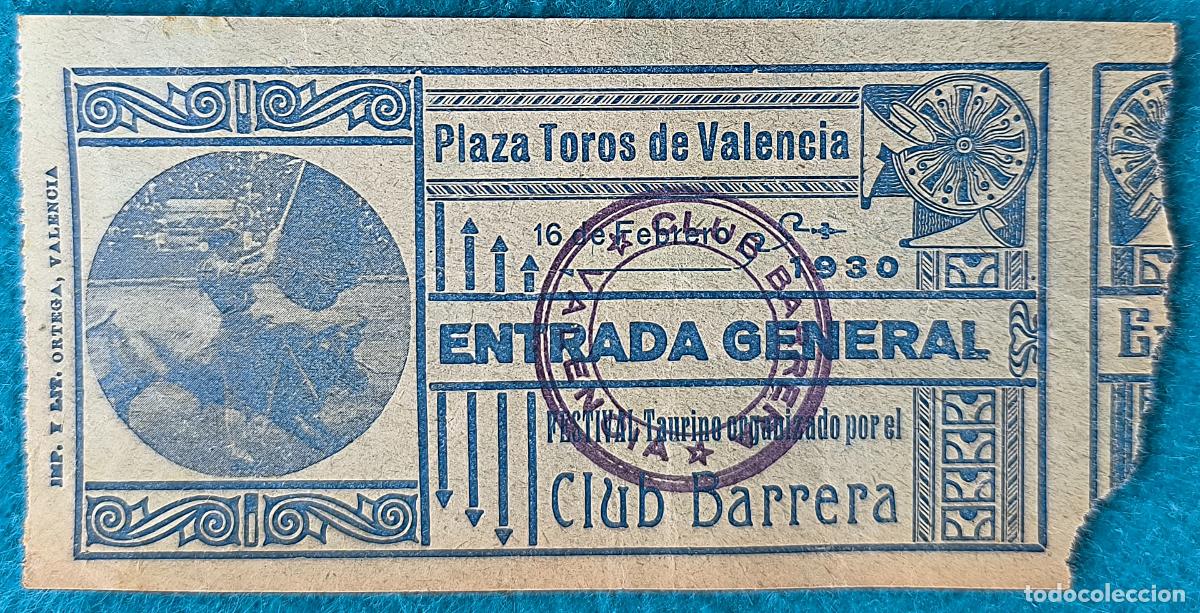 IMP. Y LIT. ORTEGA, VALENCIA
Plaza Toros de Valencia
16 de Febrero
1930
ENTRADA GENERAL
E
FESTIVAL Taurino organizado por el
Club Barrera
★ CLUB BARRERA ★
VALENCIA
todocoleccion